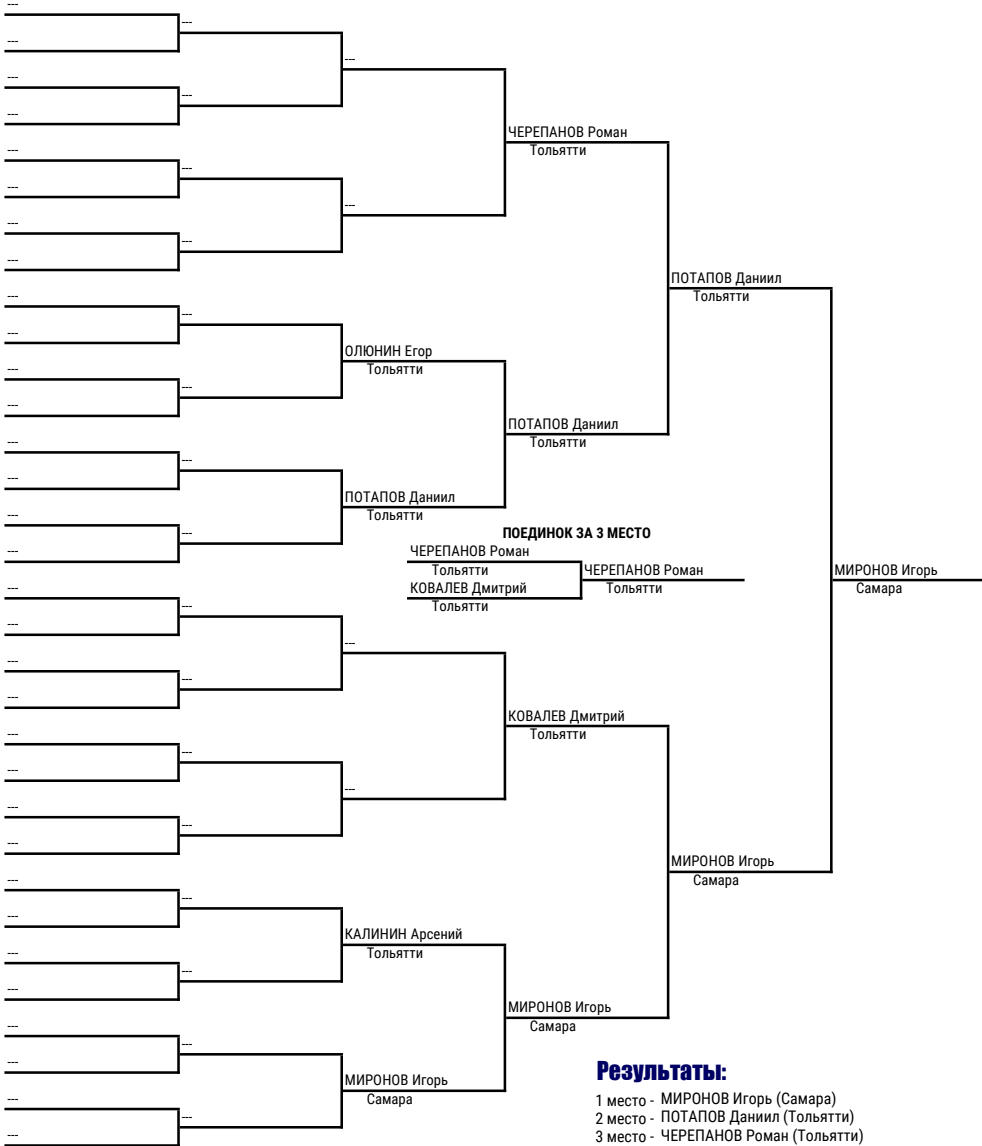 ---
---
---
---
---
---
---
ЧЕРЕПАНОВ Роман
Тольятти
---
---
---
---
---
---
---
---
ПОТАПОВ Даниил
Тольятти
---
---
---
ОЛЮНИН Егор
Тольятти
---
---
---
ПОТАПОВ Даниил
Тольятти
---
---
---
ПОТАПОВ Даниил
Тольятти
---
---
ПОЕДИНОК ЗА 3 МЕСТО
ЧЕРЕПАНОВ Роман
Тольятти
---
ЧЕРЕПАНОВ Роман
Тольятти
КОВАЛЕВ Дмитрий
Тольятти
МИРОНОВ Игорь
Самара
---
---
---
---
---
---
---
КОВАЛЕВ Дмитрий
Тольятти
---
---
---
---
---
---
---
МИРОНОВ Игорь
Самара
---
---
---
КАЛИНИН Арсений
Тольятти
---
---
---
МИРОНОВ Игорь
Самара
---
---
---
МИРОНОВ Игорь
Самара
---
---
---
Результаты:
1 место - МИРОНОВ Игорь (Самара)
2 место - ПОТАПОВ Даниил (Тольятти)
3 место - ЧЕРЕПАНОВ Роман (Тольятти)